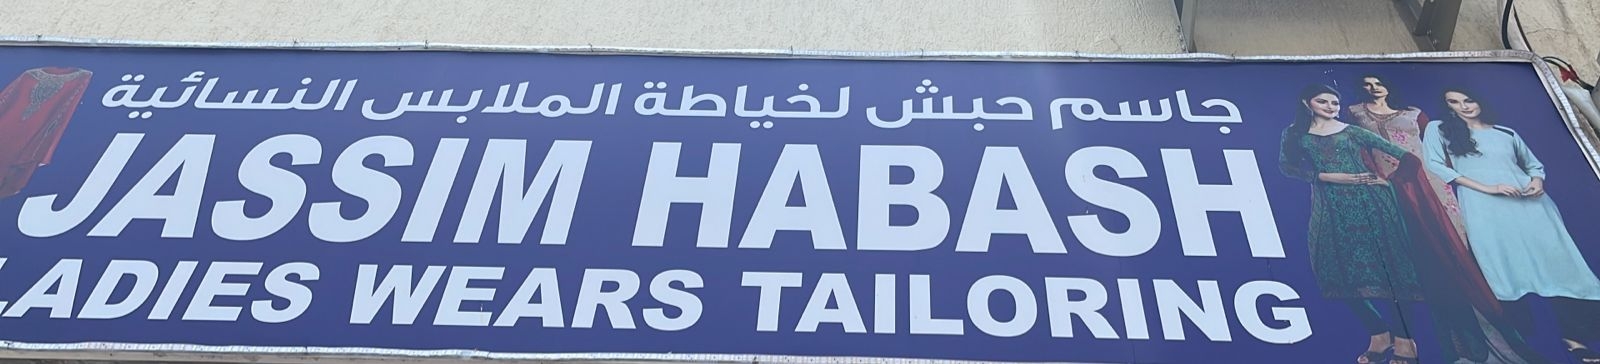 جاسم حبش لخياطة الملابس النسائية
JASSIM HABASH
LADIES WEARS TAILORING